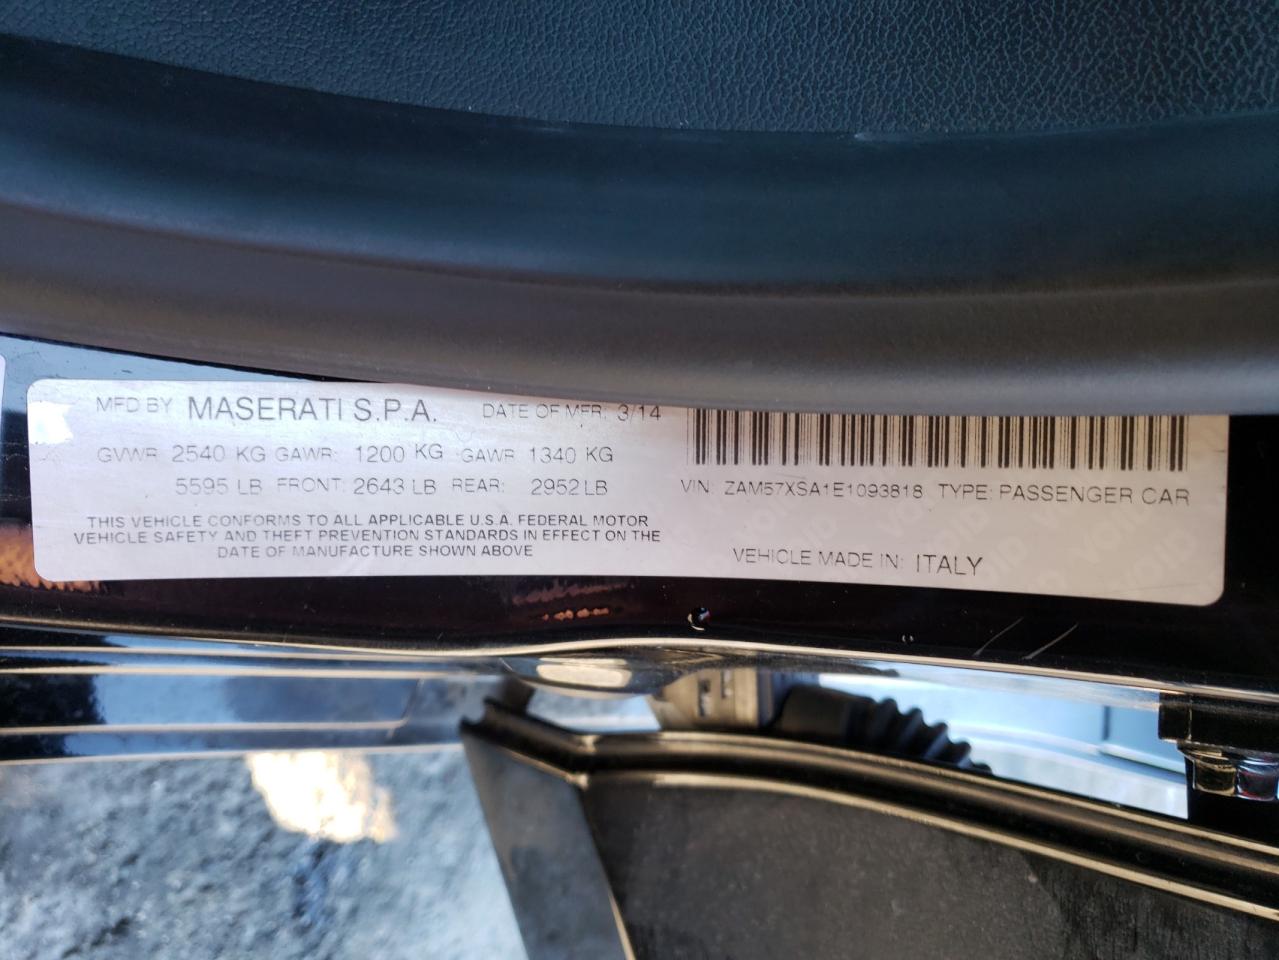 MFD BY MASERATI S.P.A. DATE OF MFR: 3/14
GVWR 2540 KG GAWR: 1200 KG GAWR 1340 KG
5595 LB FRONT: 2643 LB REAR: 2952 LB
THIS VEHICLE CONFORMS TO ALL APPLICABLE U.S.A. FEDERAL MOTOR
VEHICLE SAFETY AND THEFT PREVENTION STANDARDS IN EFFECT ON THE
DATE OF MANUFACTURE SHOWN ABOVE
VIN: ZAM57XSA1E1093818 TYPE: PASSENGER CAR
VEHICLE MADE IN: ITALY